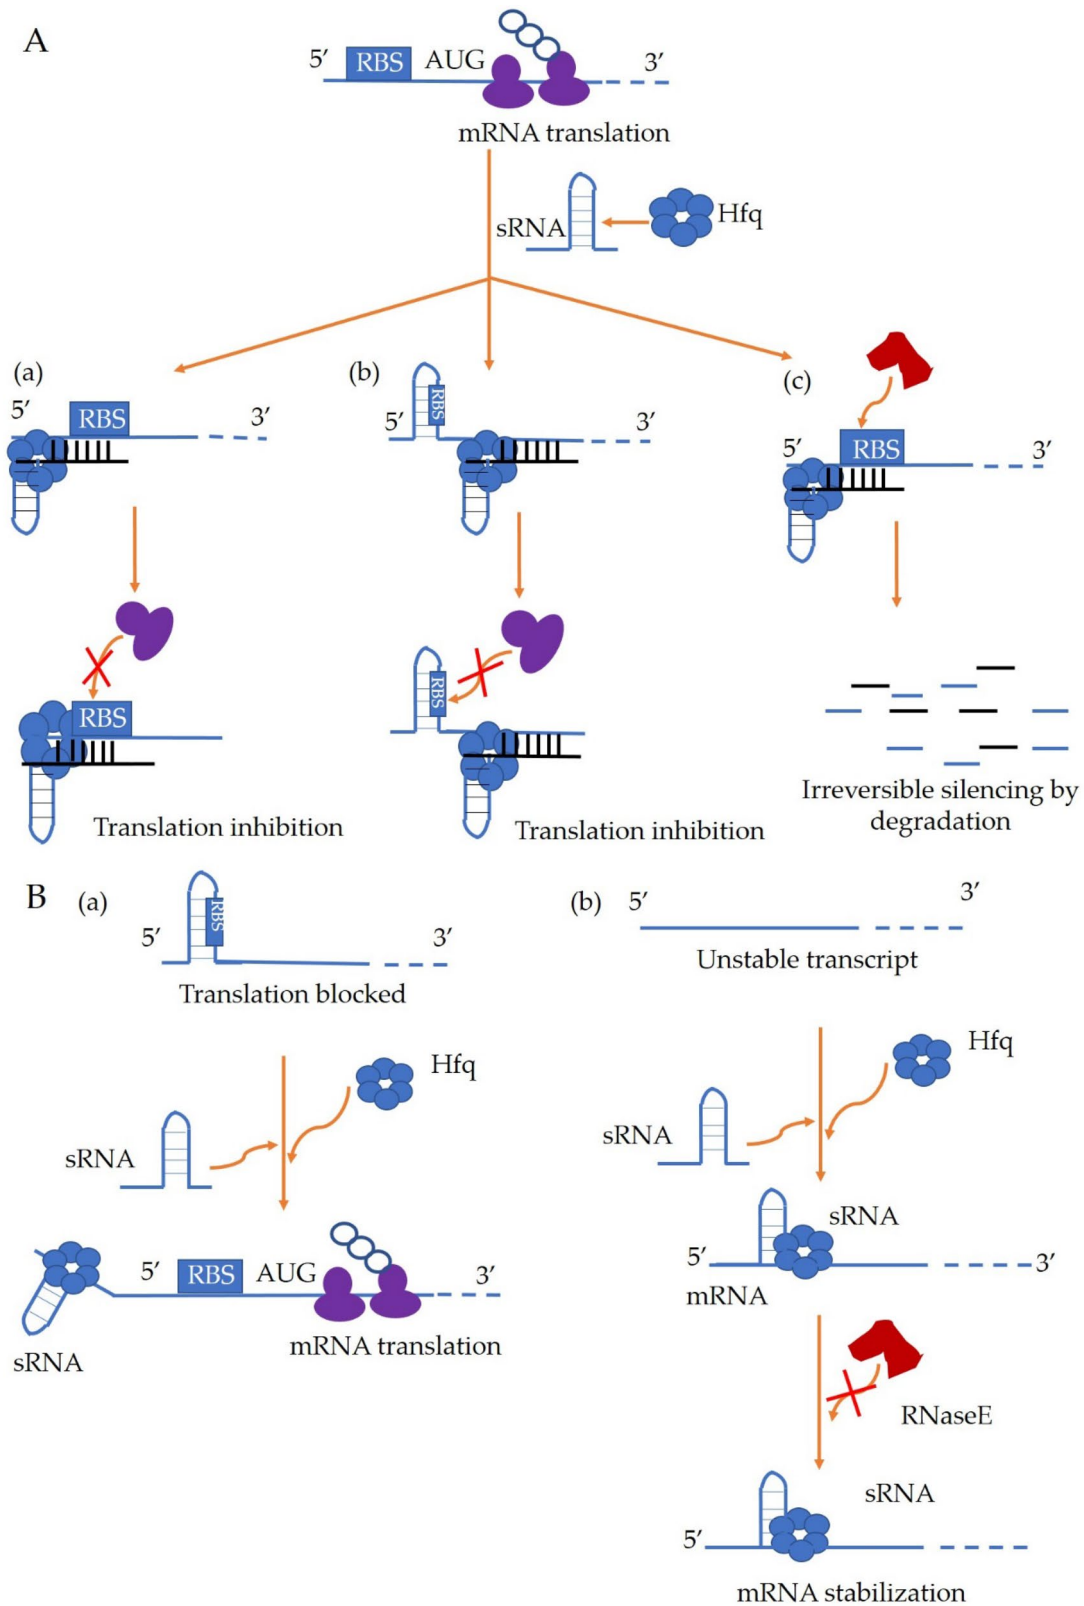 A
5′ RBS AUG 3′
mRNA translation
sRNA Hfq
(a)
5′ RBS 3′
RBS
Translation inhibition
(b)
5′ RBS 3′
RBS
Translation inhibition
(c)
5′ RBS 3′
Irreversible silencing by
degradation
B
(a)
5′ RBS 3′
Translation blocked
Hfq
sRNA
5′ RBS AUG 3′
mRNA translation
sRNA
(b)
5′ 3′
Unstable transcript
Hfq
sRNA
sRNA
5′ 3′
mRNA
RNaseE
sRNA
5′
mRNA stabilization